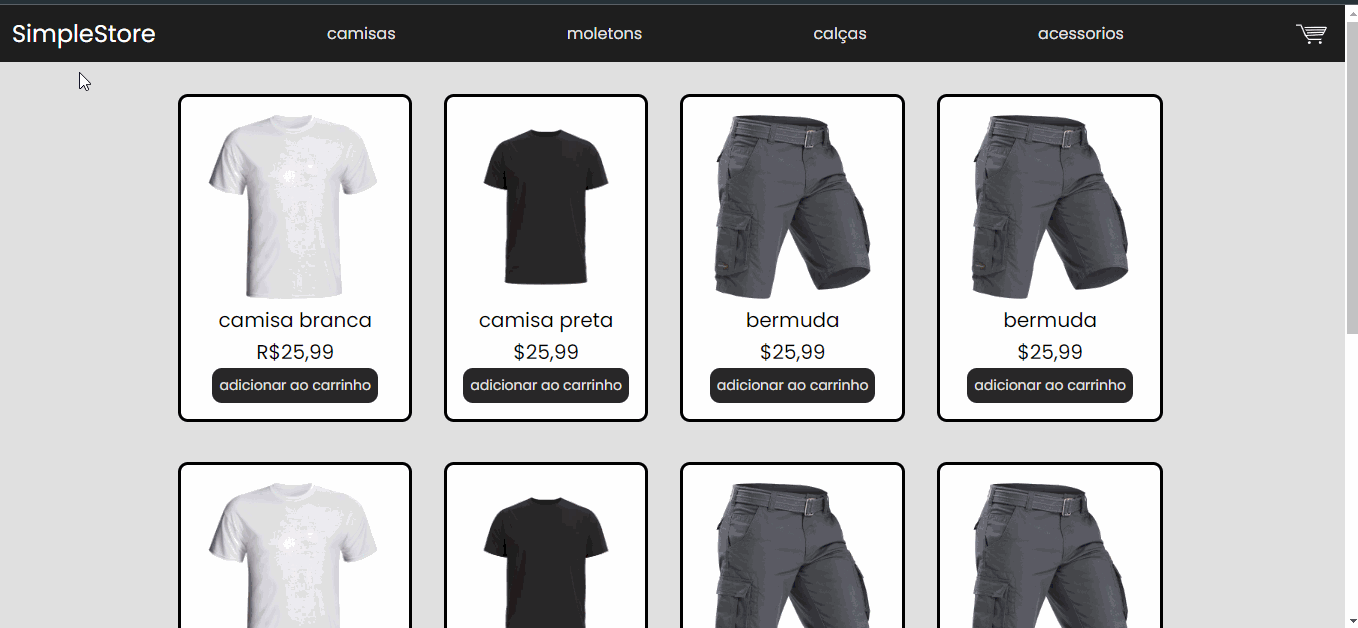 SimpleStore camisas moletons calças acessorios
camisa branca camisa preta bermuda bermuda
R$25,99 $25,99 $25,99 $25,99
adicionar ao carrinho adicionar ao carrinho adicionar ao carrinho adicionar ao carrinho